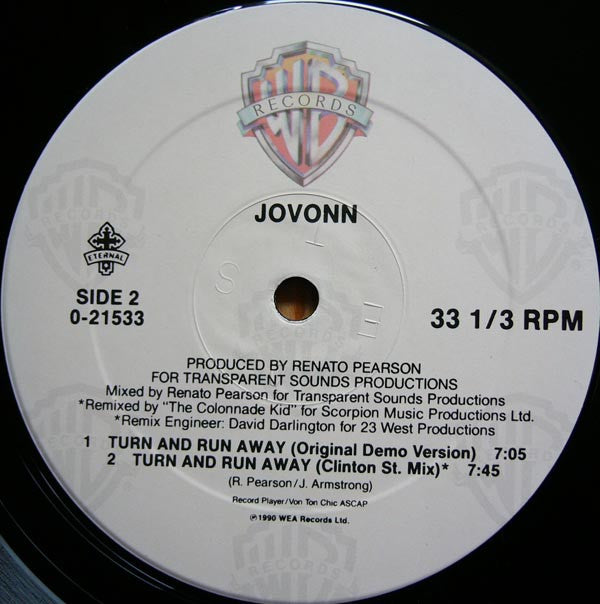 WB
RECORDS
JOVONN
ETERNAL
SIDE 2
0-21533
33 1/3 RPM
PRODUCED BY RENATO PEARSON
FOR TRANSPARENT SOUNDS PRODUCTIONS
Mixed by Renato Pearson for Transparent Sounds Productions
*Remixed by "The Colonnade Kid" for Scorpion Music Productions Ltd.
*Remix Engineer: David Darlington for 23 West Productions
1 TURN AND RUN AWAY (Original Demo Version) 7:05
2 TURN AND RUN AWAY (Clinton St. Mix)* 7:45
(R. Pearson/J. Armstrong)
Record Player/Von Ton Chic ASCAP
℗1990 WEA Records Ltd.